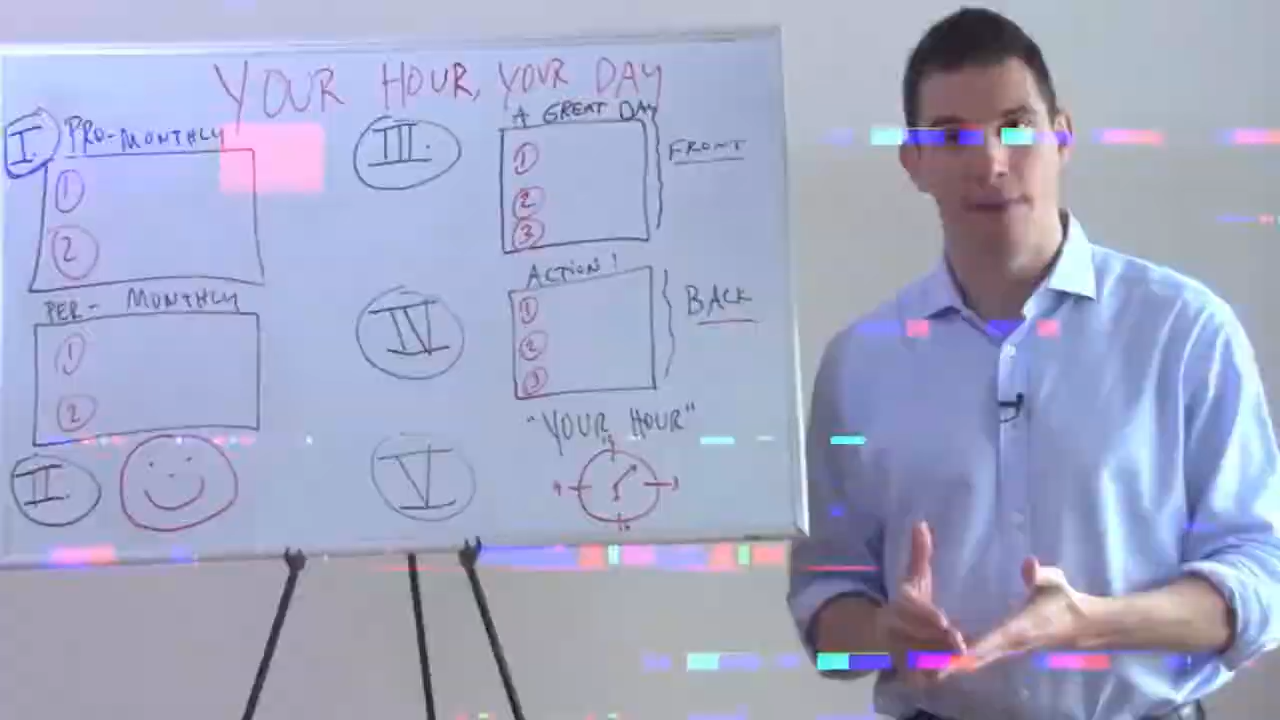 YOUR HOUR, YOUR DAY
I. PRO-MONTHLY
1
2
PER- MONTHLY
1
2
II.
III.
A GREAT DAY
1
2
3
FRONT
IV
ACTION!
1
2
3
BACK
V
"YOUR HOUR"